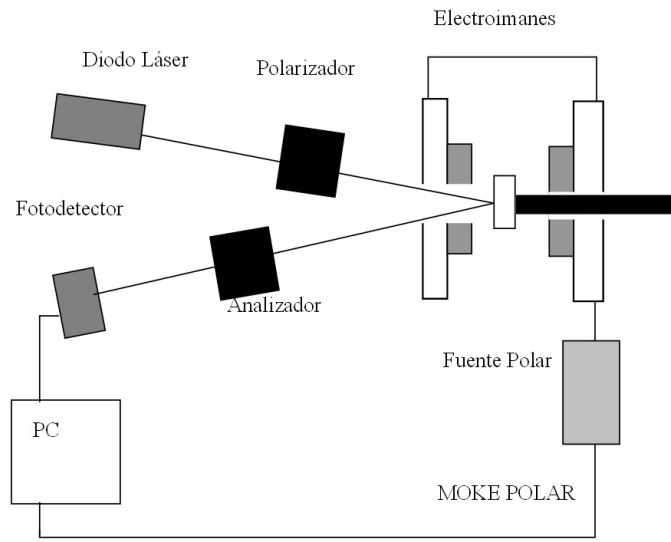 Electroimanes
Diodo Láser
Polarizador
Fotodetector
Analizador
Fuente Polar
PC
MOKE POLAR